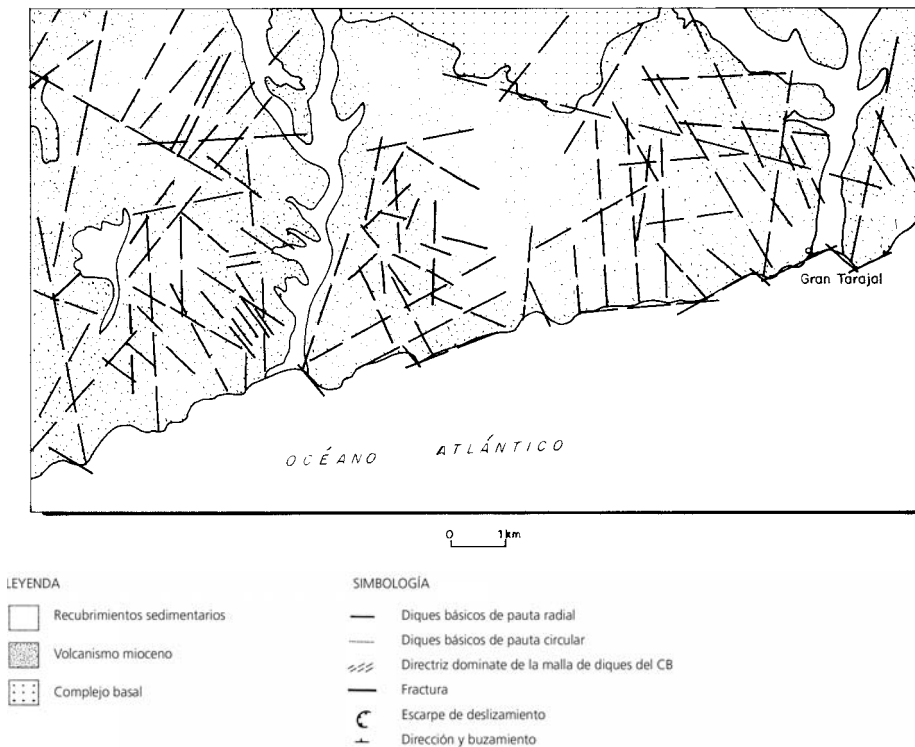 Gran Tarajal
OCÉANO ATLÁNTICO
0 1 km
LEYENDA
Recubrimientos sedimentarios
Volcanismo mioceno
Complejo basal
SIMBOLOGÍA
Diques básicos de pauta radial
Diques básicos de pauta circular
Directriz dominate de la malla de diques del CB
Fractura
Escarpe de deslizamiento
Dirección y buzamiento